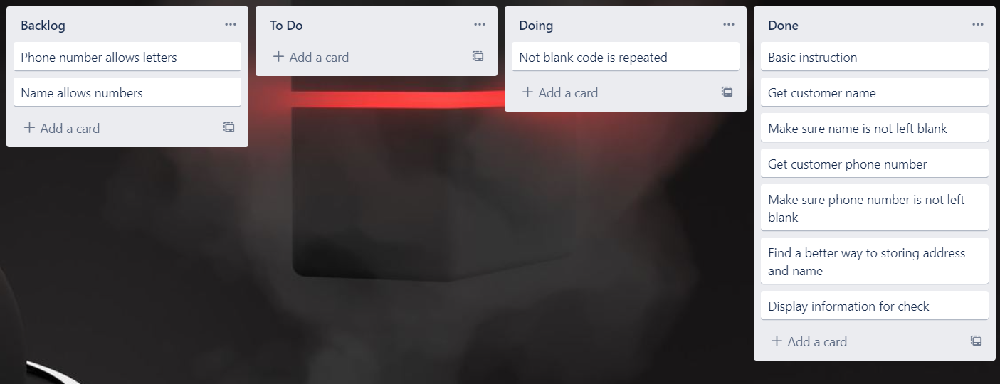 Backlog
Phone number allows letters
Name allows numbers
+ Add a card
To Do
+ Add a card
Doing
Not blank code is repeated
+ Add a card
Done
Basic instruction
Get customer name
Make sure name is not left blank
Get customer phone number
Make sure phone number is not left
blank
Find a better way to storing address
and name
Display information for check
+ Add a card